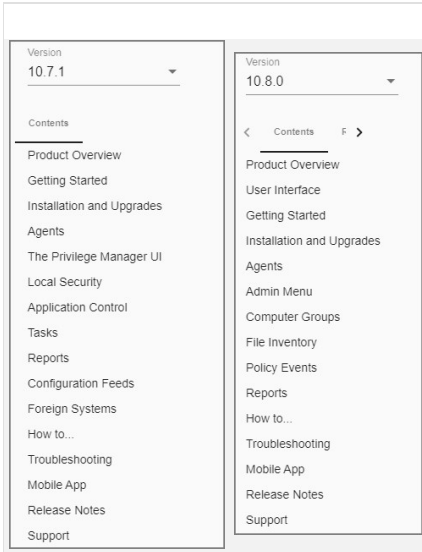 Version
10.7.1
Contents
Product Overview
Getting Started
Installation and Upgrades
Agents
The Privilege Manager UI
Local Security
Application Control
Tasks
Reports
Configuration Feeds
Foreign Systems
How to...
Troubleshooting
Mobile App
Release Notes
Support
Version
10.8.0
Contents
Product Overview
User Interface
Getting Started
Installation and Upgrades
Agents
Admin Menu
Computer Groups
File Inventory
Policy Events
Reports
How to...
Troubleshooting
Mobile App
Release Notes
Support